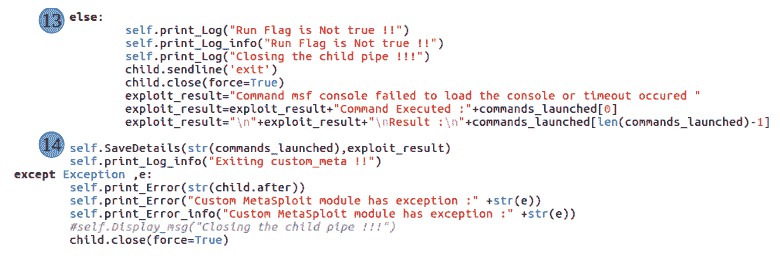 13 else:
self.print_Log("Run Flag is Not true !!")
self.print_Log_info("Run Flag is Not true !!")
self.print_Log("Closing the child pipe !!!")
child.sendline('exit')
child.close(force=True)
exploit_result="Command msf console failed to load the console or timeout occured "
exploit_result=exploit_result+"Command Executed :"+commands_launched[0]
exploit_result="\n"+exploit_result+"\nResult :\n"+commands_launched[len(commands_launched)-1]
14 self.SaveDetails(str(commands_launched),exploit_result)
self.print_Log_info("Exiting custom_meta !!")
except Exception ,e:
self.print_Error(str(child.after))
self.print_Error("Custom MetaSploit module has exception :" +str(e))
self.print_Error_info("Custom MetaSploit module has exception :" +str(e))
#self.Display_msg("Closing the child pipe !!!")
child.close(force=True)